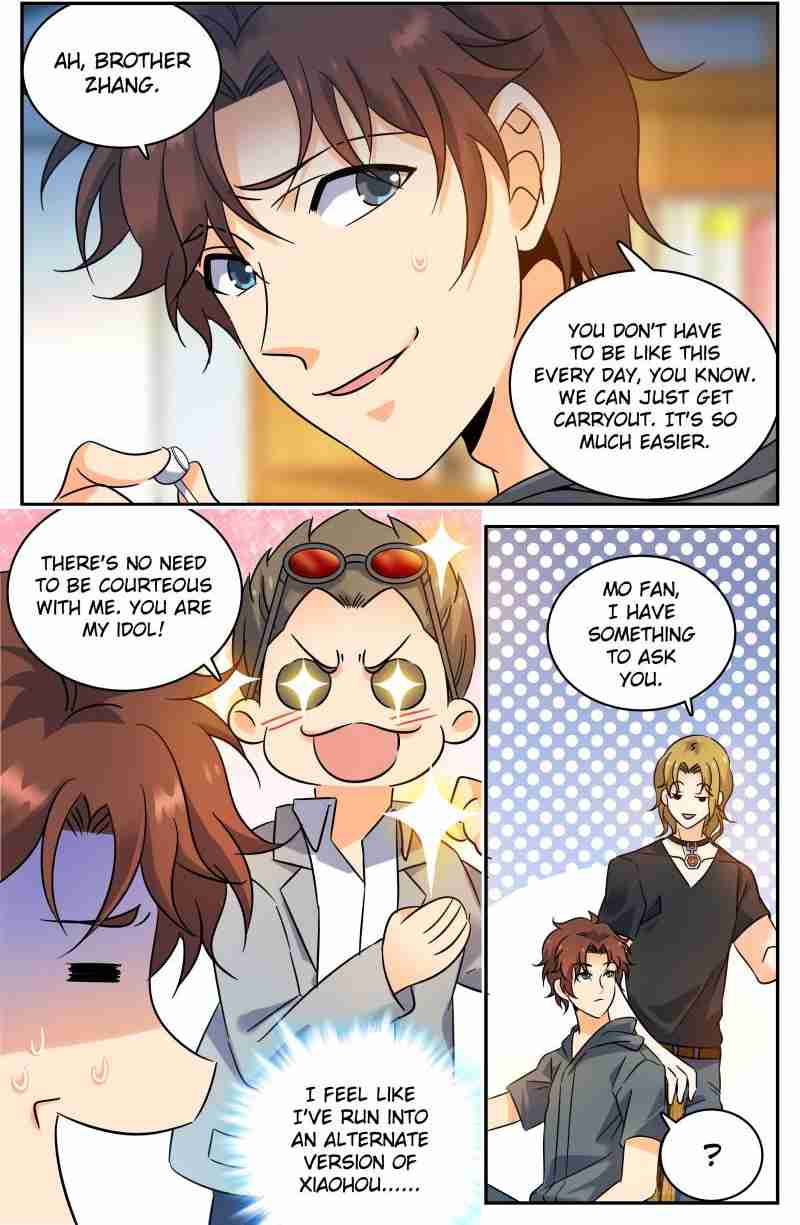 AH, BROTHER
ZHANG.
YOU DON'T HAVE
TO BE LIKE THIS
EVERY DAY, YOU KNOW.
WE CAN JUST GET
CARRYOUT. IT'S SO
MUCH EASIER.
THERE'S NO NEED
TO BE COURTEOUS
WITH ME. YOU ARE
MY IDOL!
I FEEL LIKE
I'VE RUN INTO
AN ALTERNATE
VERSION OF
XIAOHOU......
MO FAN,
I HAVE
SOMETHING
TO ASK
YOU.
?